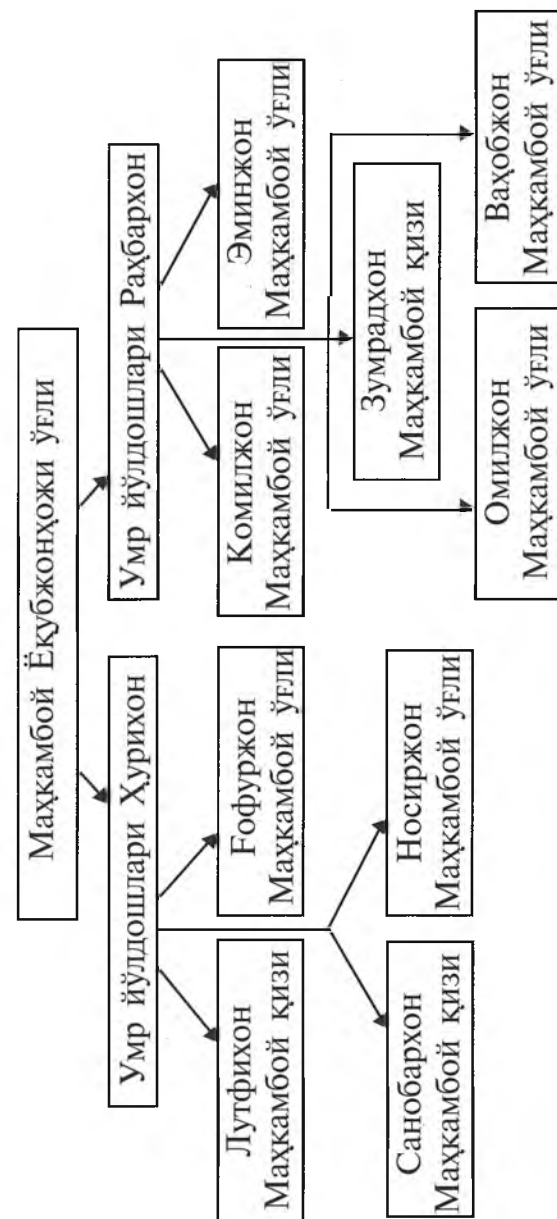 Маҳкамбой Ёқубжонҳожи ўғли
Умр йўлдошлари Ҳурихон
Умр йўлдошлари Раҳбархон
Лутфихон
Маҳкамбой қизи
Ғофуржон
Маҳкамбой ўғли
Комилжон
Маҳкамбой ўғли
Эминжон
Маҳкамбой ўғли
Зумрадхон
Маҳкамбой қизи
Санобархон
Маҳкамбой қизи
Носиржон
Маҳкамбой ўғли
Омилжон
Маҳкамбой ўғли
Ваҳобжон
Маҳкамбой ўғли